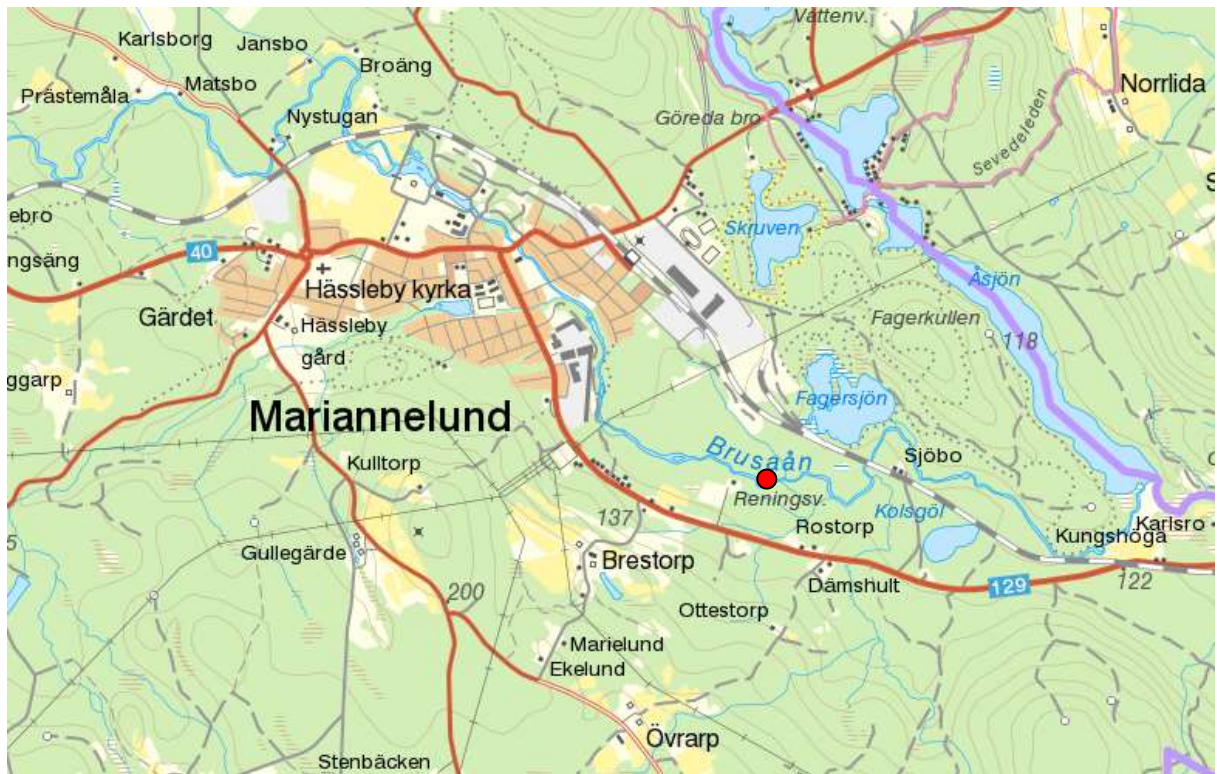 Vattenv.
Karlsborg
Jansbo
Broäng
Prästemåla
Matsbo
Nystugan
Göreda bro
Norrlida
Sevedeleden
S
ebro
40
ngsäng
Skruven
Hässleby kyrka
Åsjön
Gärdet
Hässleby
gård
Fagerkullen
118
ggarp
Mariannelund
Fagersjön
Brusaån
Sjöbo
Kulltorp
Reningsv.
Kolsgöl
137
Rostorp
Karlsro
Kungshöga
5
Gullegärde
Brestorp
Dämshult
129
122
200
Ottestorp
Marielund
Ekelund
Övrarp
Stenbäcken